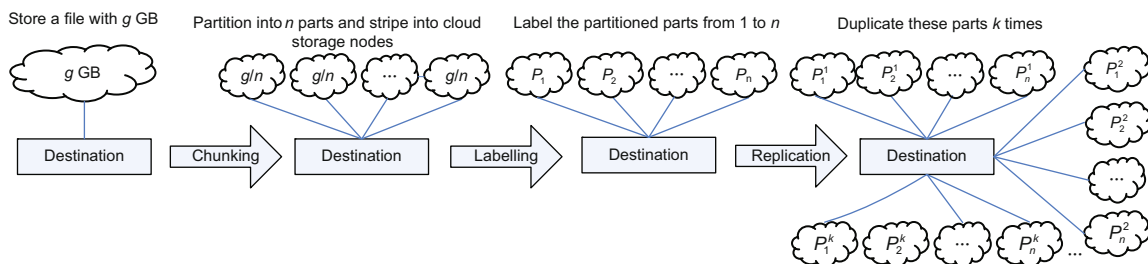 Store a file with g GB
g GB
Destination
Chunking
Partition into n parts and stripe into cloud
storage nodes
g/n g/n ... g/n
Destination
Labelling
Label the partitioned parts from 1 to n
P₁ P₂ ... Pₙ
Destination
Replication
Duplicate these parts k times
P₁¹ P₂¹ ... Pₙ¹
P₁²
P₂²
...
Pₙ²
Destination
P₁ᵏ P₂ᵏ ... Pₙᵏ ...